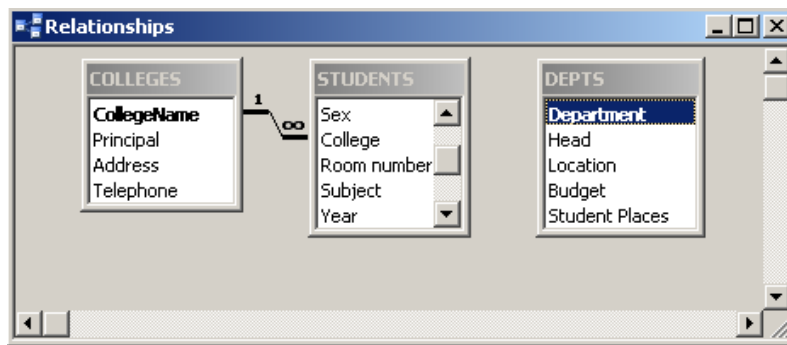 Relationships
COLLEGES
CollegeName
Principal
Address
Telephone
1
∞
STUDENTS
Sex
College
Room number
Subject
Year
DEPTS
Department
Head
Location
Budget
Student Places